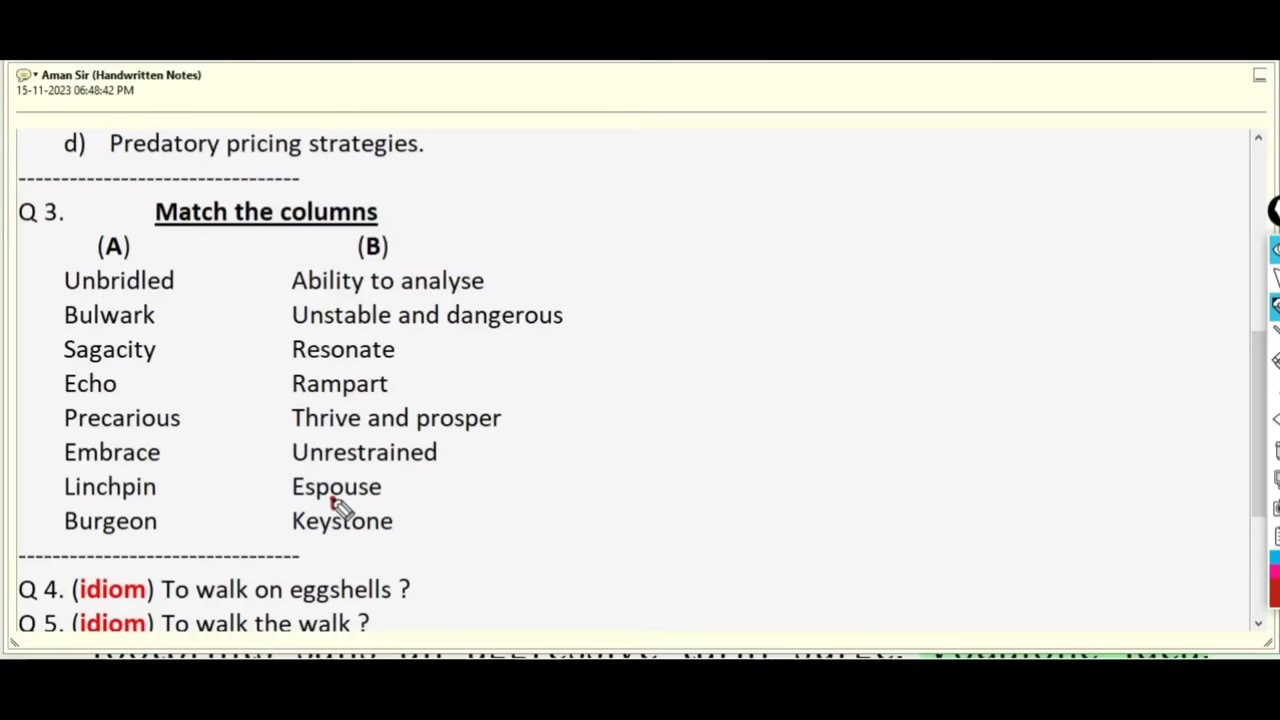 Aman Sir (Handwritten Notes)
15-11-2023 06:48:42 PM
d) Predatory pricing strategies.
---------------------------------
Q 3. Match the columns
(A) (B)
Unbridled Ability to analyse
Bulwark Unstable and dangerous
Sagacity Resonate
Echo Rampart
Precarious Thrive and prosper
Embrace Unrestrained
Linchpin Espouse
Burgeon Keystone
---------------------------------
Q 4. (idiom) To walk on eggshells ?
Q 5. (idiom) To walk the walk ?